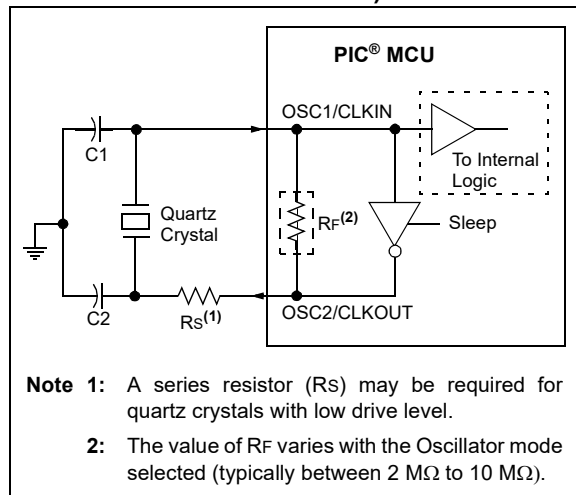 PIC® MCU
OSC1/CLKIN
C1
To Internal
Logic
Quartz
Crystal
RF(2)
Sleep
C2
RS(1)
OSC2/CLKOUT
Note 1: A series resistor (RS) may be required for
quartz crystals with low drive level.
2: The value of RF varies with the Oscillator mode
selected (typically between 2 MΩ to 10 MΩ).